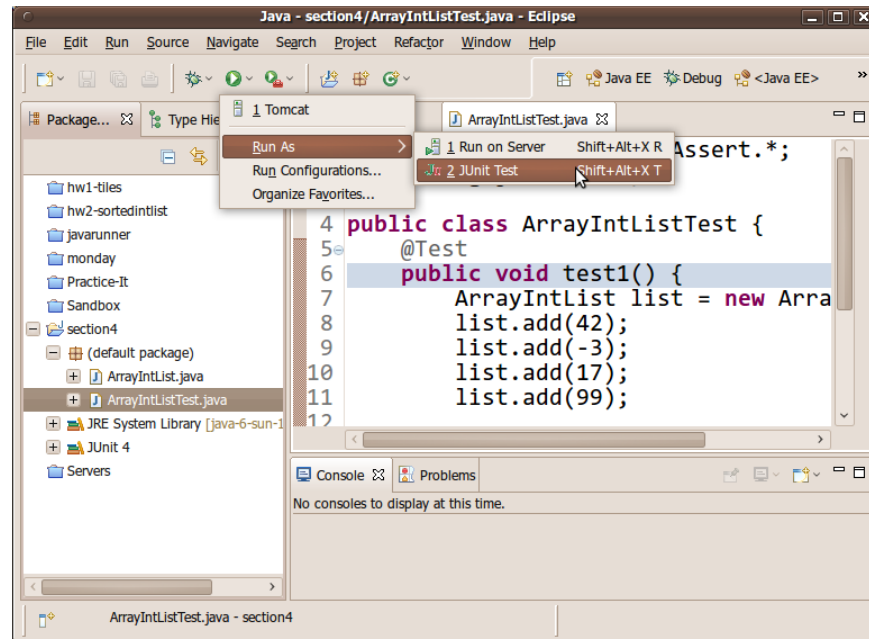 Java - section4/ArrayIntListTest.java - Eclipse
File Edit Run Source Navigate Search Project Refactor Window Help
Java EE Debug <Java EE> »
Package... Type Hie ArrayIntListTest.java
1 Tomcat
Run As
Run Configurations...
Organize Favorites...
1 Run on Server Shift+Alt+X R
2 JUnit Test Shift+Alt+X T
Assert.*;
4 public class ArrayIntListTest {
5 @Test
6 public void test1() {
7 ArrayIntList list = new Arra
8 list.add(42);
9 list.add(-3);
10 list.add(17);
11 list.add(99);
12
hw1-tiles
hw2-sortedintlist
javarunner
monday
Practice-It
Sandbox
section4
(default package)
ArrayIntList.java
ArrayIntListTest.java
JRE System Library [java-6-sun-1
JUnit 4
Servers
Console Problems
No consoles to display at this time.
ArrayIntListTest.java - section4